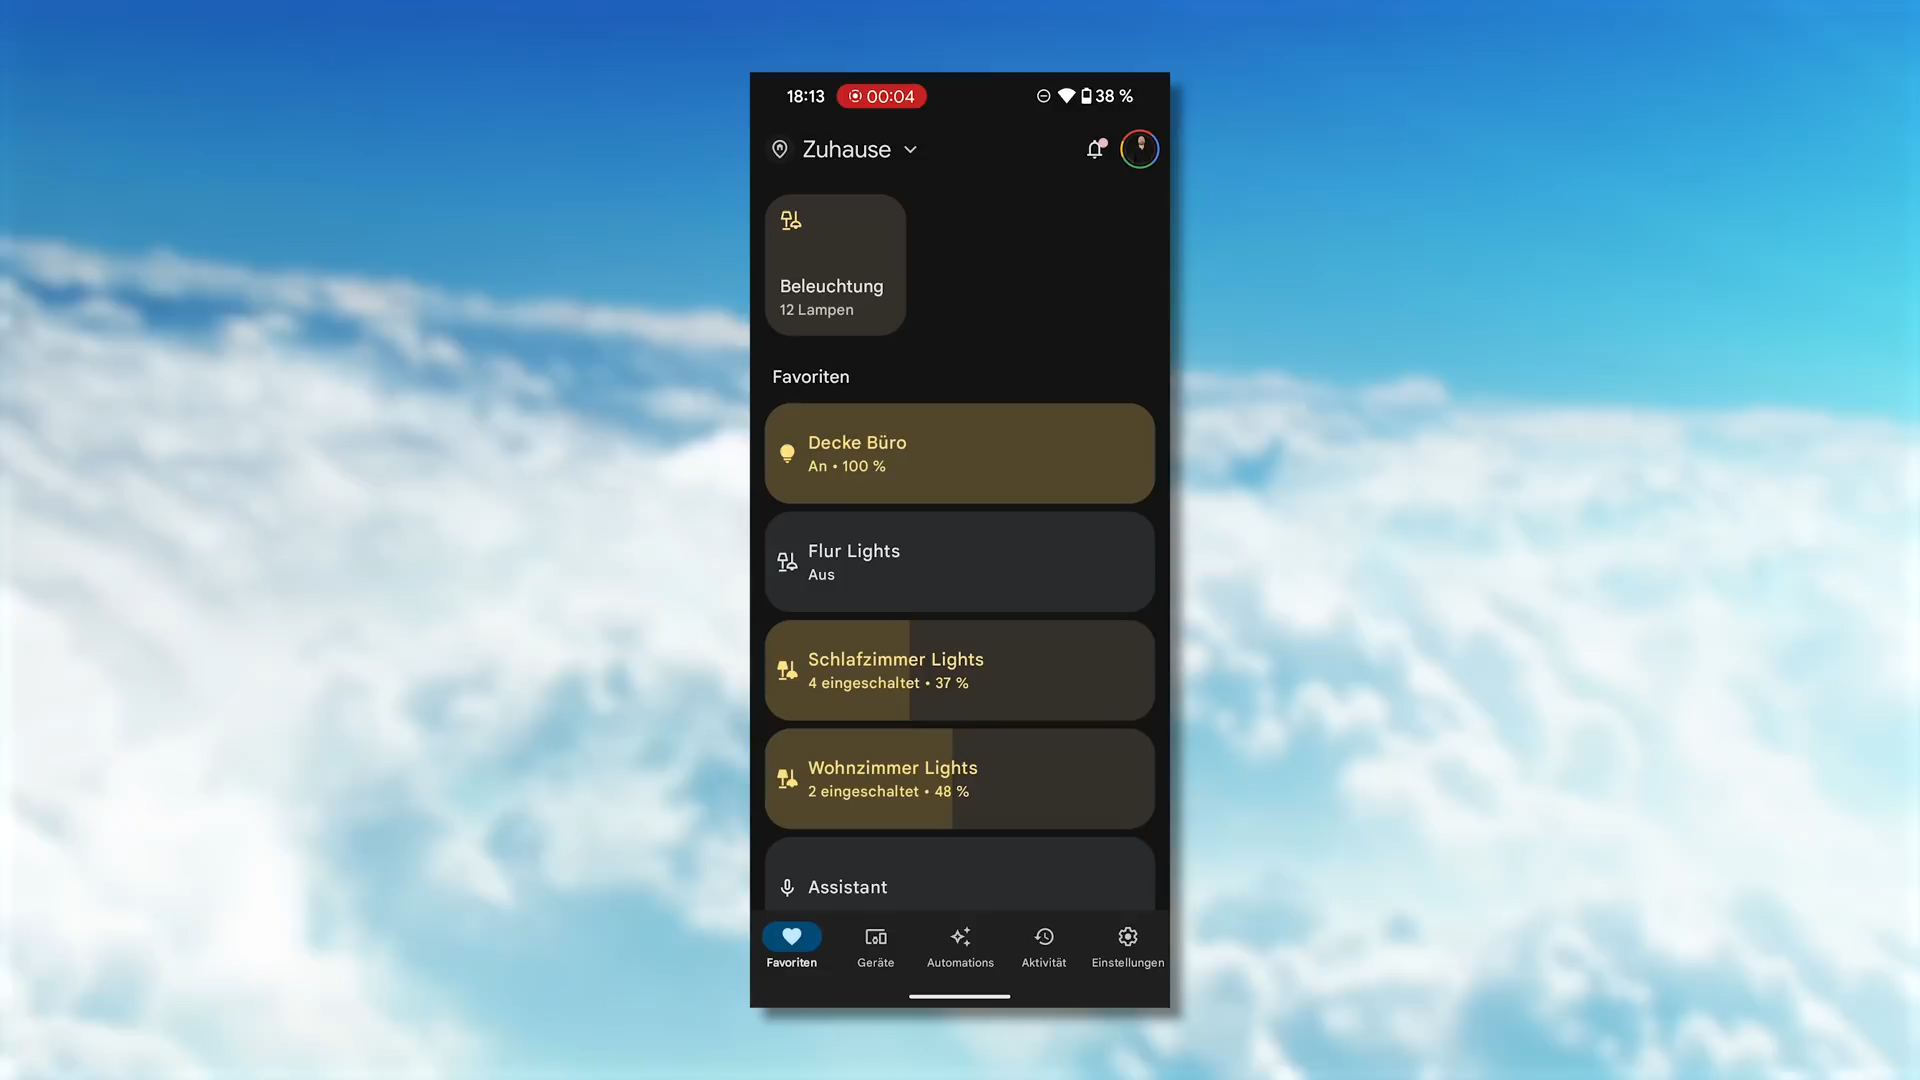 18:13 00:04 38 %
Zuhause
Beleuchtung
12 Lampen
Favoriten
Decke Büro
An • 100 %
Flur Lights
Aus
Schlafzimmer Lights
4 eingeschaltet • 37 %
Wohnzimmer Lights
2 eingeschaltet • 48 %
Assistant
Favoriten Geräte Automations Aktivität Einstellungen